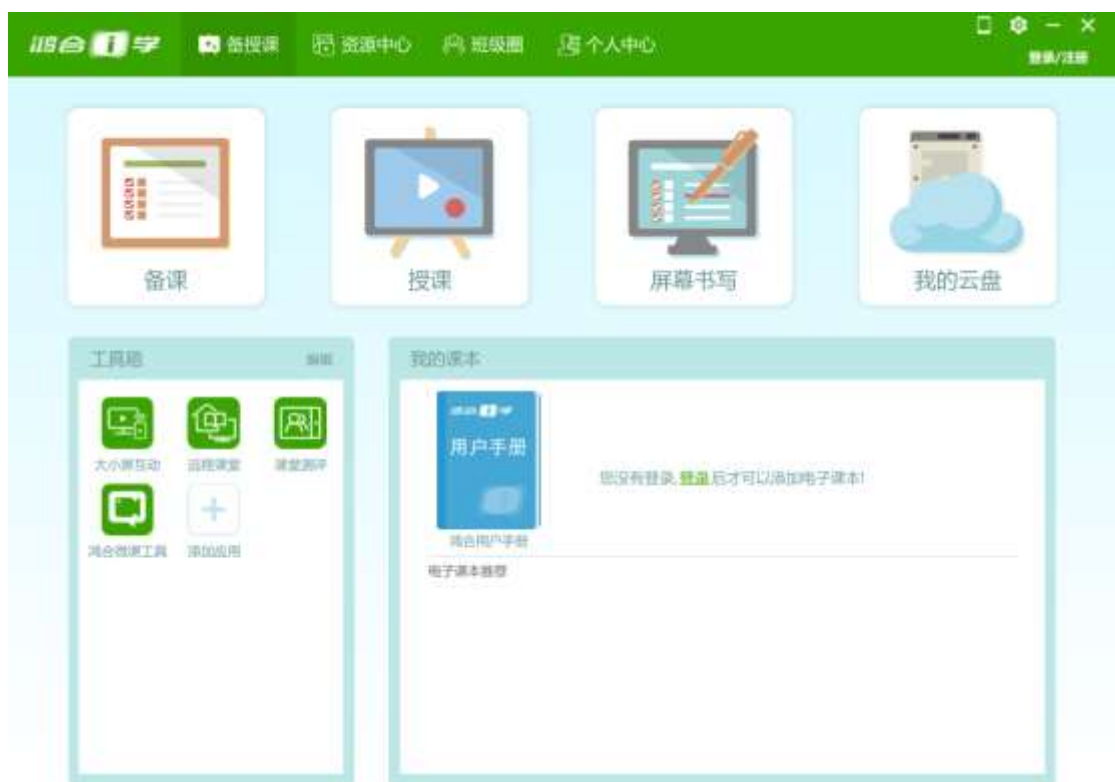 鸿合 i 学
备授课
资源中心
班级圈
个人中心
登录/注册
备课
授课
屏幕书写
我的云盘
工具箱
编辑
我的课本
大小屏互动
远程课堂
课堂测评
鸿合微课工具
添加应用
鸿合 i 学
用户手册
鸿合用户手册
您没有登录,登录后才可以添加电子课本!
电子课本推荐